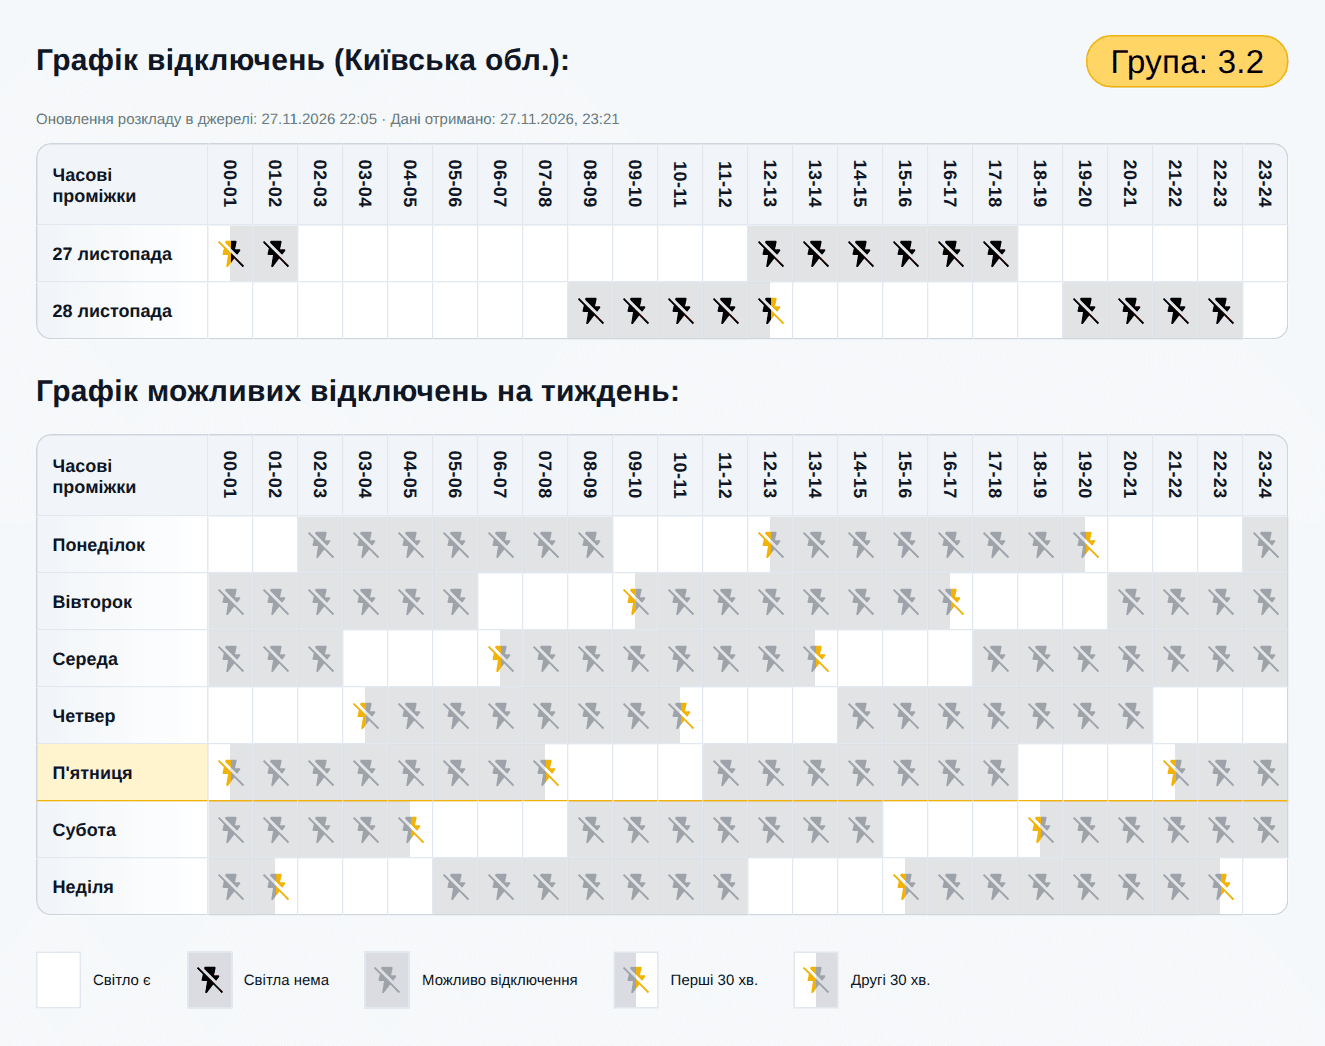 Графік відключень (Київська обл.):
Група: 3.2
Оновлення розкладу в джерелі: 27.11.2026 22:05 · Дані отримано: 27.11.2026, 23:21
Часові проміжки 00-01 01-02 02-03 03-04 04-05 05-06 06-07 07-08 08-09 09-10 10-11 11-12 12-13 13-14 14-15 15-16 16-17 17-18 18-19 19-20 20-21 21-22 22-23 23-24
27 листопада
28 листопада
Графік можливих відключень на тиждень:
Часові проміжки 00-01 01-02 02-03 03-04 04-05 05-06 06-07 07-08 08-09 09-10 10-11 11-12 12-13 13-14 14-15 15-16 16-17 17-18 18-19 19-20 20-21 21-22 22-23 23-24
Понеділок
Вівторок
Середа
Четвер
П'ятниця
Субота
Неділя
Світло є Світла нема Можливо відключення Перші 30 хв. Другі 30 хв.